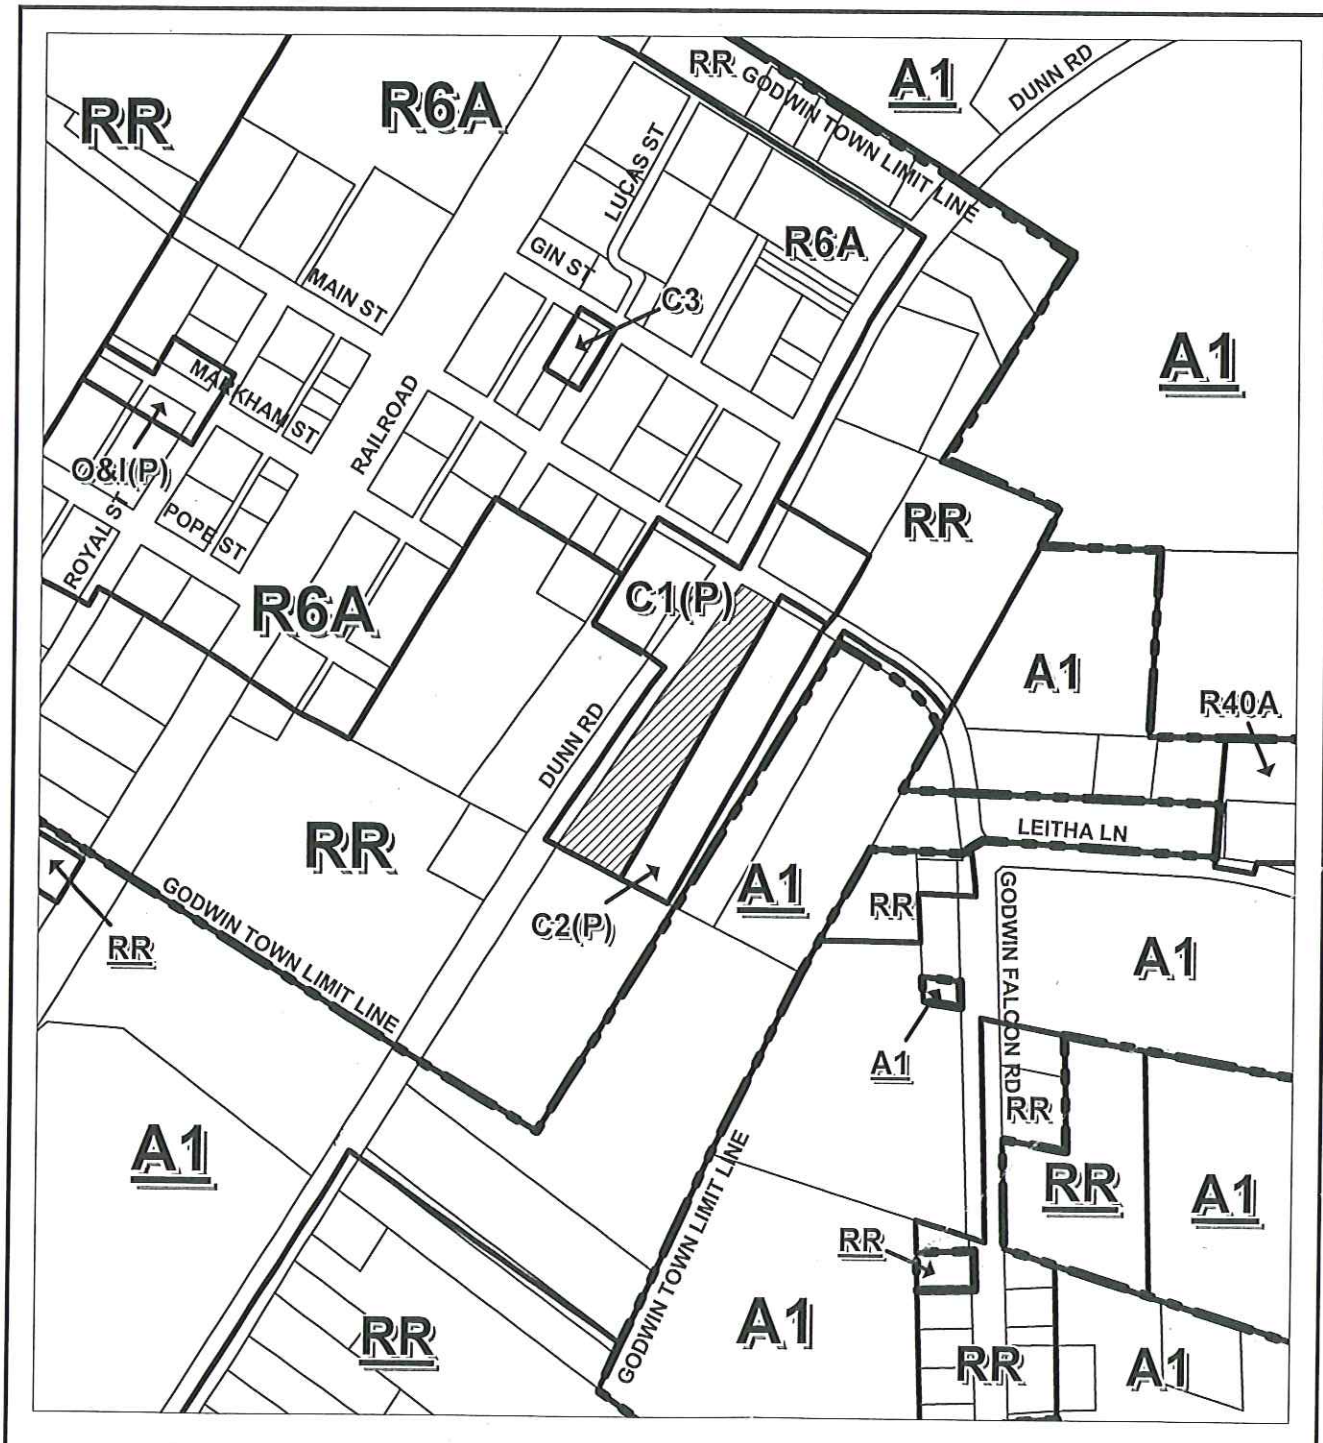 RR
GODWIN TOWN LIMIT LINE
A1
DUNN RD
RR
R6A
LUCAS ST
R6A
GIN ST
MAIN ST
C3
A1
MARKHAM ST
RAILROAD
O&I(P)
POPE ST
ROYAL ST
RR
R6A
C1(P)
A1
R40A
DUNN RD
LEITHA LN
RR
A1
RR
C2(P)
GODWIN TOWN LIMIT LINE
RR
GODWIN FALCON RD
A1
A1
RR
A1
RR
A1
GODWIN TOWN LIMIT LINE
RR
A1
RR
RR
A1